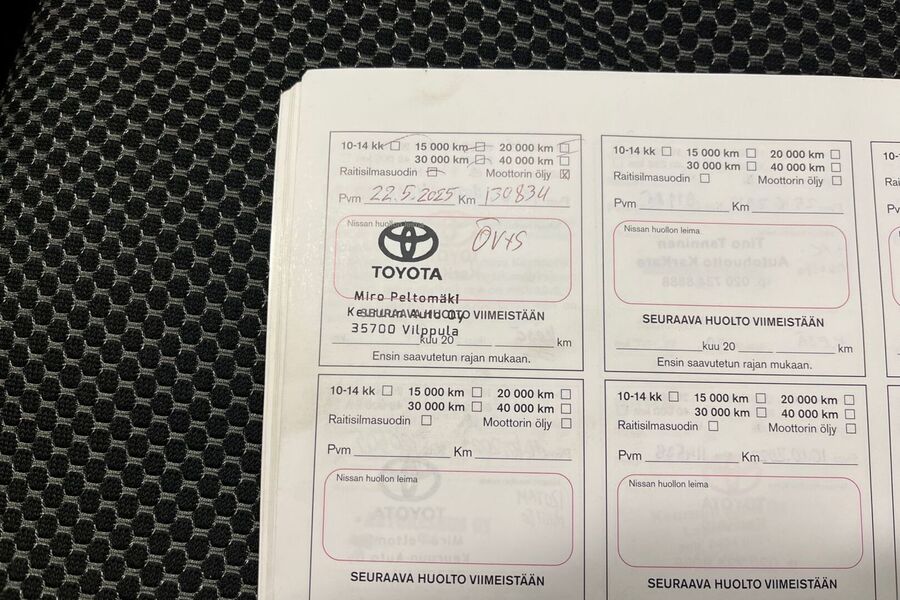 10-14 kk 15 000 km 20 000 km
30 000 km 40 000 km
Raitisilmasuodin Moottorin öljy
Pvm 22.5.2025 Km 130834
Nissan huollon leima
TOYOTA
Miro Peltomäki
Keuruun Auto Oy
SEURAAVA HUOLTO VIIMEISTÄÄN
35700 Vilppula
kuu 20 km
Ensin saavutetun rajan mukaan.
10-14 kk 15 000 km 20 000 km
30 000 km 40 000 km
Raitisilmasuodin Moottorin öljy
Pvm Km
Nissan huollon leima
SEURAAVA HUOLTO VIIMEISTÄÄN
kuu 20 km
Ensin saavutetun rajan mukaan.
10-14 kk 15 000 km 20 000 km
30 000 km 40 000 km
Raitisilmasuodin Moottorin öljy
Pvm Km
Nissan huollon leima
SEURAAVA HUOLTO VIIMEISTÄÄN
10-14 kk 15 000 km 20 000 km
30 000 km 40 000 km
Raitisilmasuodin Moottorin öljy
Pvm Km
Nissan huollon leima
SEURAAVA HUOLTO VIIMEISTÄÄN